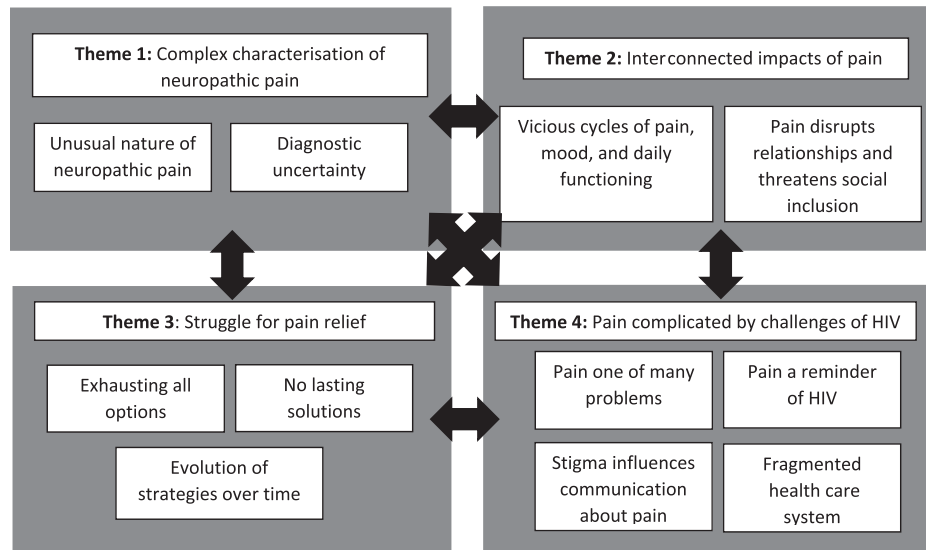 Theme 1: Complex characterisation of
neuropathic pain
Unusual nature of
neuropathic pain
Diagnostic
uncertainty
Theme 2: Interconnected impacts of pain
Vicious cycles of pain,
mood, and daily
functioning
Pain disrupts
relationships and
threatens social
inclusion
Theme 3: Struggle for pain relief
Exhausting all
options
No lasting
solutions
Evolution of
strategies over time
Theme 4: Pain complicated by challenges of HIV
Pain one of many
problems
Pain a reminder
of HIV
Stigma influences
communication
about pain
Fragmented
health care
system